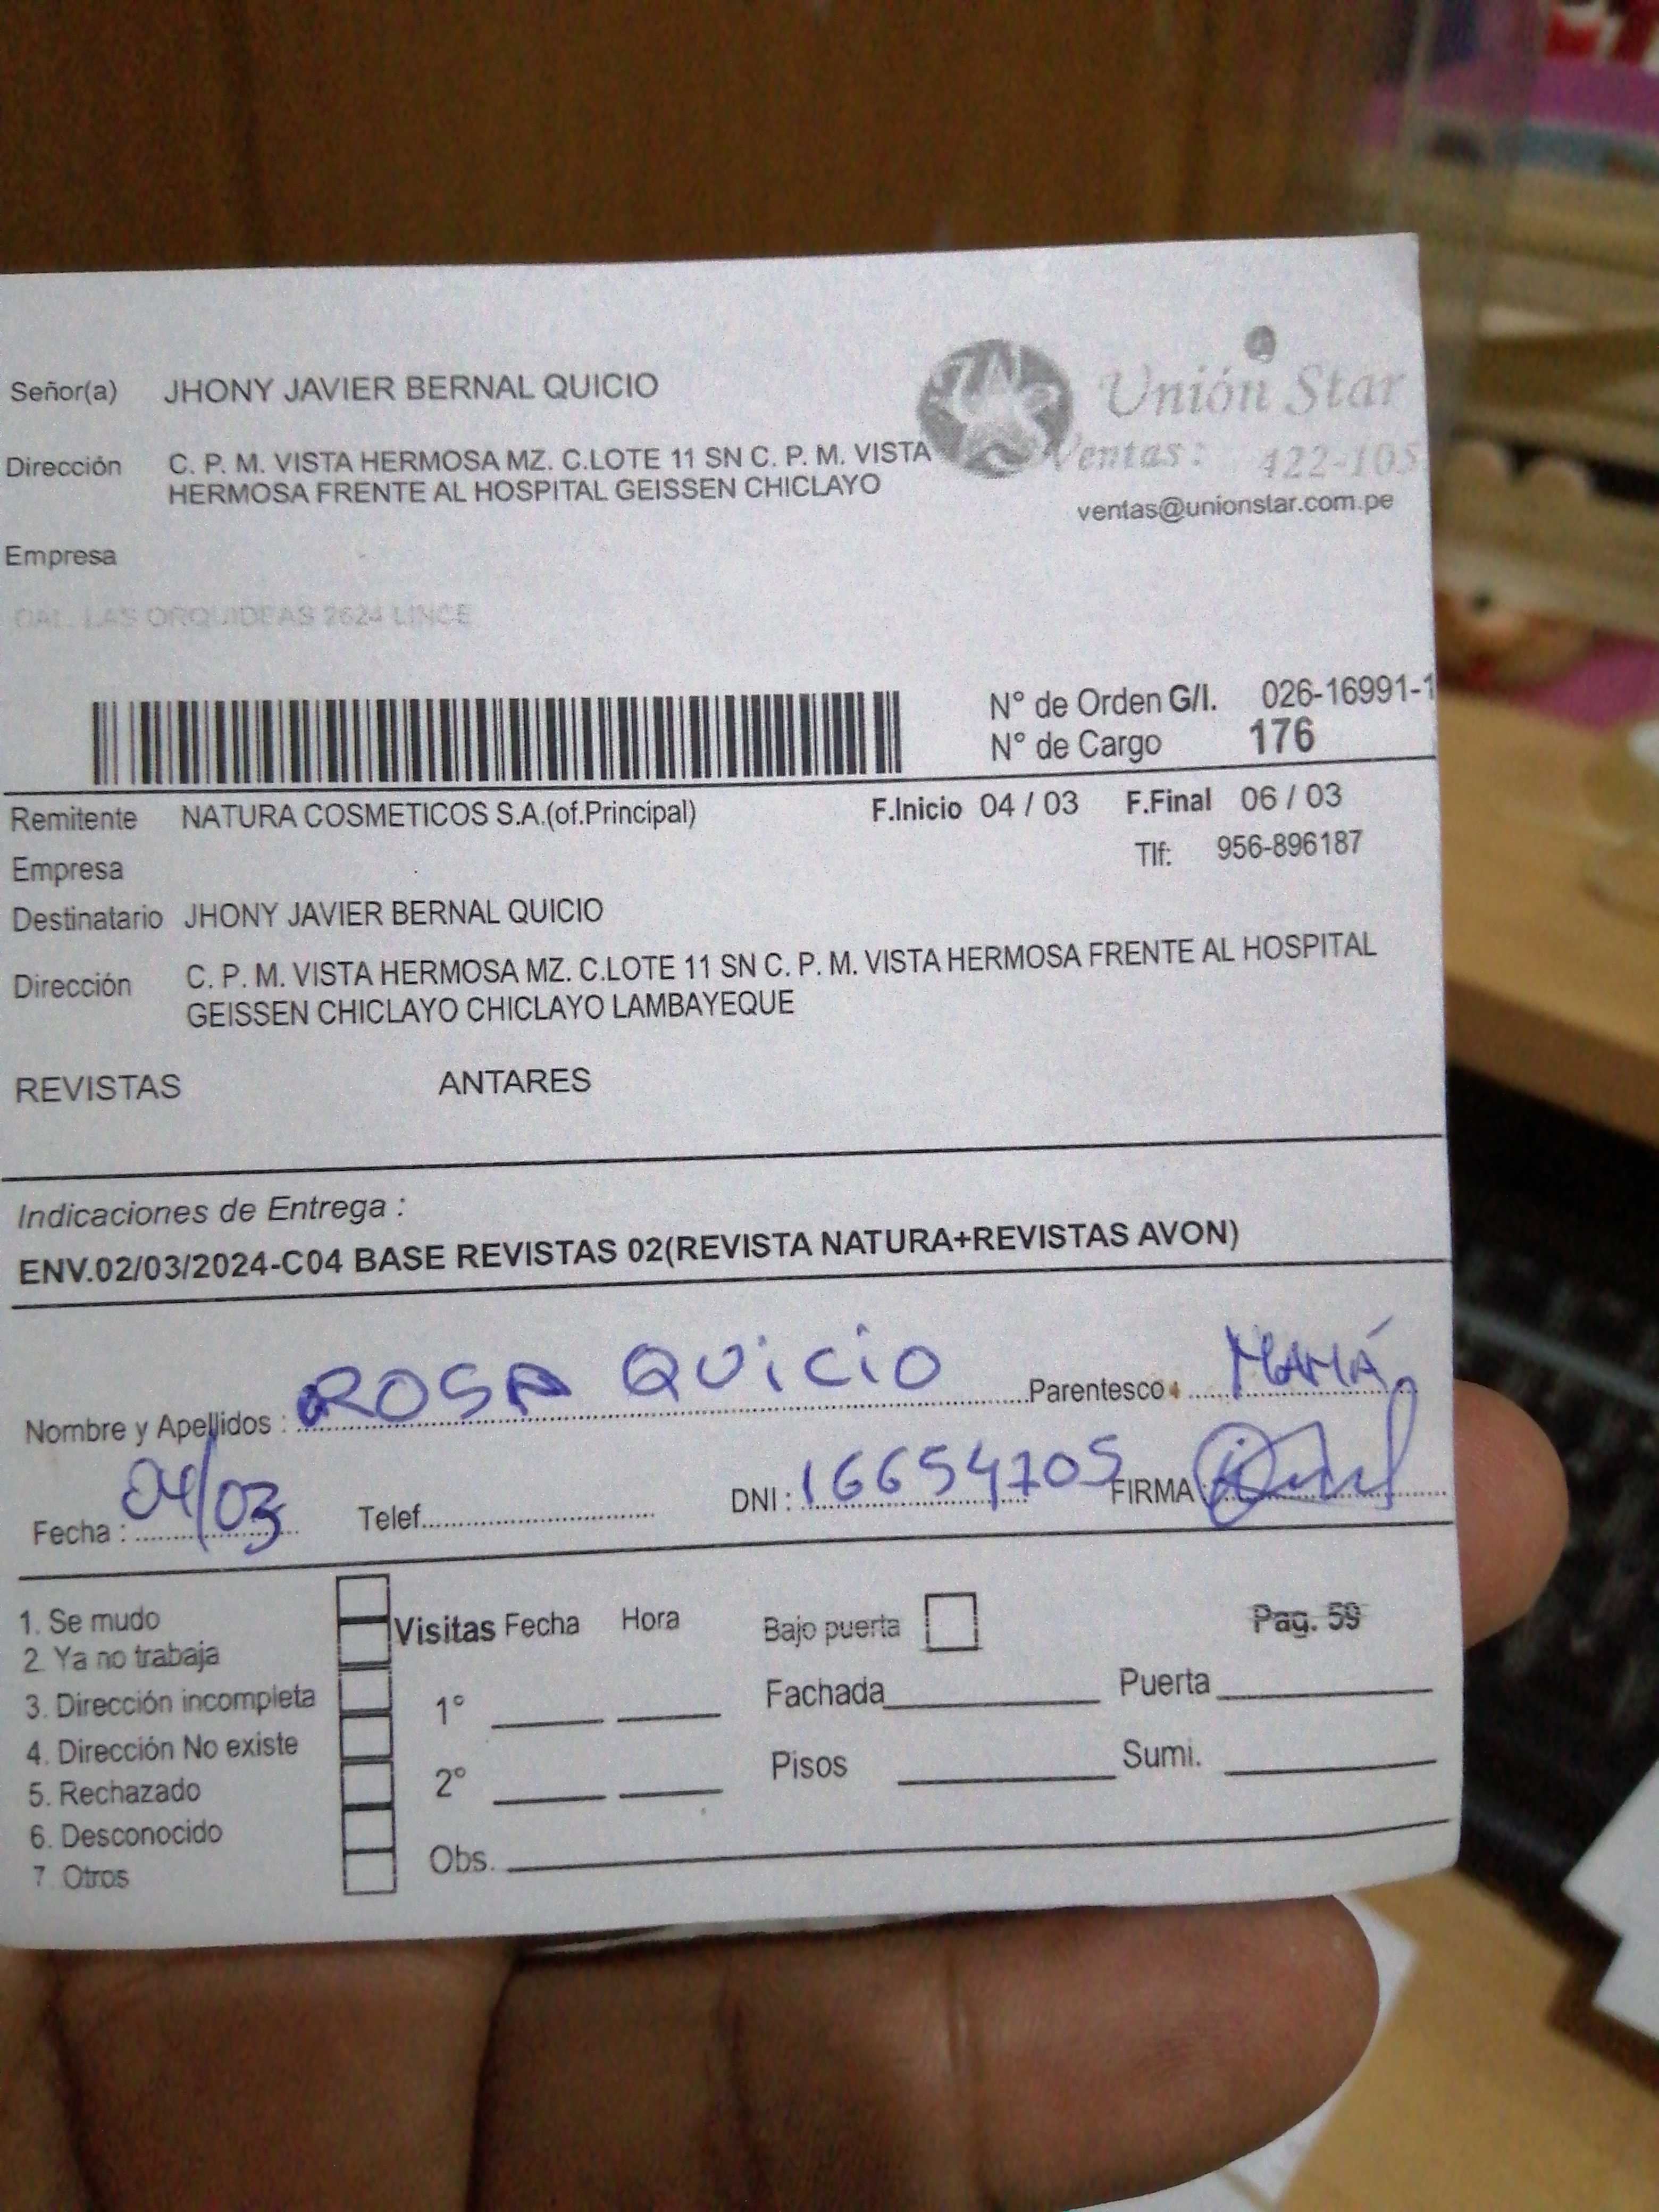 Señor(a) JHONY JAVIER BERNAL QUICIO
Unión Star
Dirección C. P. M. VISTA HERMOSA MZ. C.LOTE 11 SN C. P. M. VISTA
HERMOSA FRENTE AL HOSPITAL GEISSEN CHICLAYO
Ventas: 422-105
ventas@unionstar.com.pe
Empresa
CAL. LAS ORQUIDEAS 2624 LINCE
N° de Orden G/I. 026-16991-1
N° de Cargo 176
Remitente NATURA COSMETICOS S.A.(of.Principal) F.Inicio 04 / 03 F.Final 06 / 03
Empresa Tlf: 956-896187
Destinatario JHONY JAVIER BERNAL QUICIO
Dirección C. P. M. VISTA HERMOSA MZ. C.LOTE 11 SN C. P. M. VISTA HERMOSA FRENTE AL HOSPITAL
GEISSEN CHICLAYO CHICLAYO LAMBAYEQUE
REVISTAS ANTARES
Indicaciones de Entrega :
ENV.02/03/2024-C04 BASE REVISTAS 02(REVISTA NATURA+REVISTAS AVON)
Nombre y Apellidos : ROSA QUICIO Parentesco MAMÁ
Fecha : 04/03 Telef. DNI : 16654705 FIRMA
1. Se mudo
2. Ya no trabaja
3. Dirección incompleta
4. Dirección No existe
5. Rechazado
6. Desconocido
7 Otros
Visitas Fecha Hora
1°
2°
Obs.
Bajo puerta
Pag. 59
Fachada Puerta
Pisos Sumi.